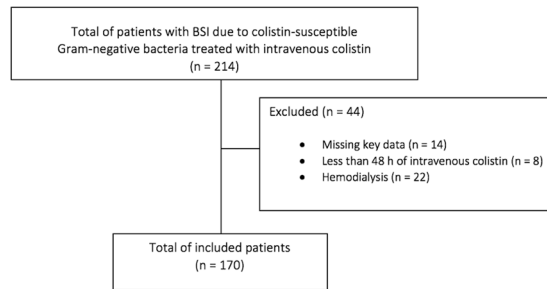 Total of patients with BSI due to colistin-susceptible
Gram-negative bacteria treated with intravenous colistin
(n = 214)
Excluded (n = 44)
• Missing key data (n = 14)
• Less than 48 h of intravenous colistin (n = 8)
• Hemodialysis (n = 22)
Total of included patients
(n = 170)